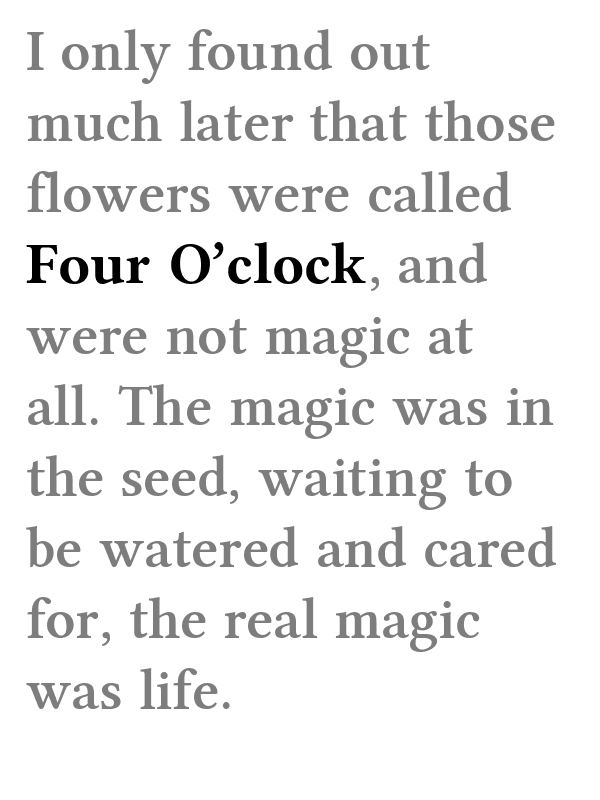 I only found out
much later that those
flowers were called
Four O’clock, and
were not magic at
all. The magic was in
the seed, waiting to
be watered and cared
for, the real magic
was life.